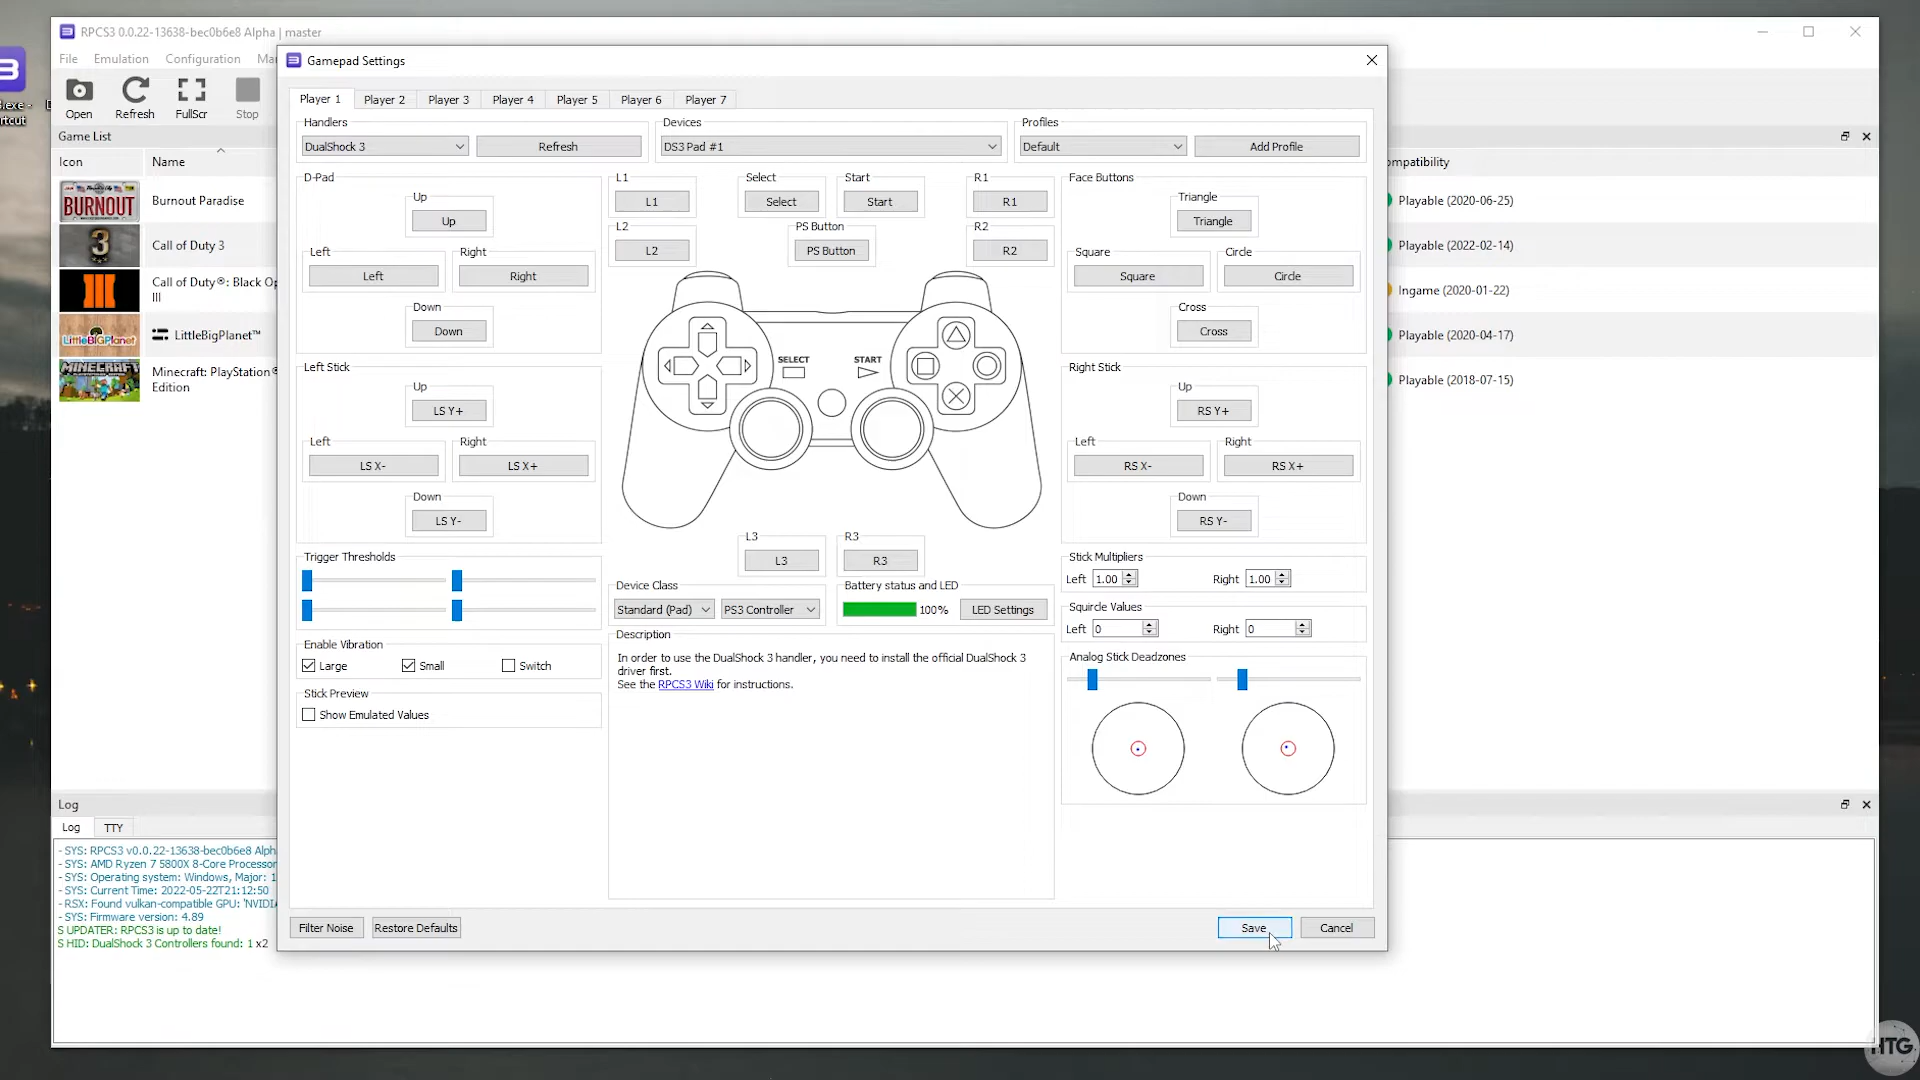 RPCS3 0.0.22-13638-bec0b6e8 Alpha | master
File Emulation Configuration
Open Refresh FullScr Stop
Game List
Icon Name
BURNOUT Burnout Paradise
3 Call of Duty 3
III Call of Duty®: Black
III
LittleBigPlanet LittleBigPlanet™
MINECRAFT Minecraft: PlayStation®
Edition
Gamepad Settings
Player 1 Player 2 Player 3 Player 4 Player 5 Player 6 Player 7
Handlers Devices Profiles
DualShock 3 Refresh DS3 Pad #1 Default Add Profile
D-Pad
Up
Up
Left Right
Left Right
Down
Down
L1 Select Start R1
L1 Select Start R1
L2 PS Button R2
L2 PS Button R2
SELECT START
Face Buttons
Triangle
Triangle
Square Circle
Square Circle
Cross
Cross
Left Stick
Up
LS Y+
Left Right
LS X- LS X+
Down
LS Y-
Right Stick
Up
RS Y+
Left Right
RS X- RS X+
Down
RS Y-
L3 R3
L3 R3
Trigger Thresholds
Enable Vibration
Large Small Switch
Stick Preview
Show Emulated Values
Device Class
Standard (Pad) PS3 Controller
Battery status and LED
100% LED Settings
Description
In order to use the DualShock 3 handler, you need to install the official DualShock 3
driver first.
See the RPCS3 Wiki for instructions.
Stick Multipliers
Left 1.00 Right 1.00
Squircle Values
Left 0 Right 0
Analog Stick Deadzones
Filter Noise Restore Defaults Save Cancel
Playable (2020-06-25)
Playable (2022-02-14)
Ingame (2020-01-22)
Playable (2020-04-17)
Playable (2018-07-15)
Log
Log TTY
- SYS: RPCS3 v0.0.22-13638-bec0b6e8
- SYS: AMD Ryzen 7 5800X 8-Core Processor
- SYS: Operating system: Windows, Major:
- SYS: Current Time: 2022-05-22T21:12:50
- RSX: Found vulkan-compatible GPU:
- SYS: Firmware version: 4.89
S UPDATER: RPCS3 is up to date!
S HID: DualShock 3 Controllers found: 1 x2
HTG